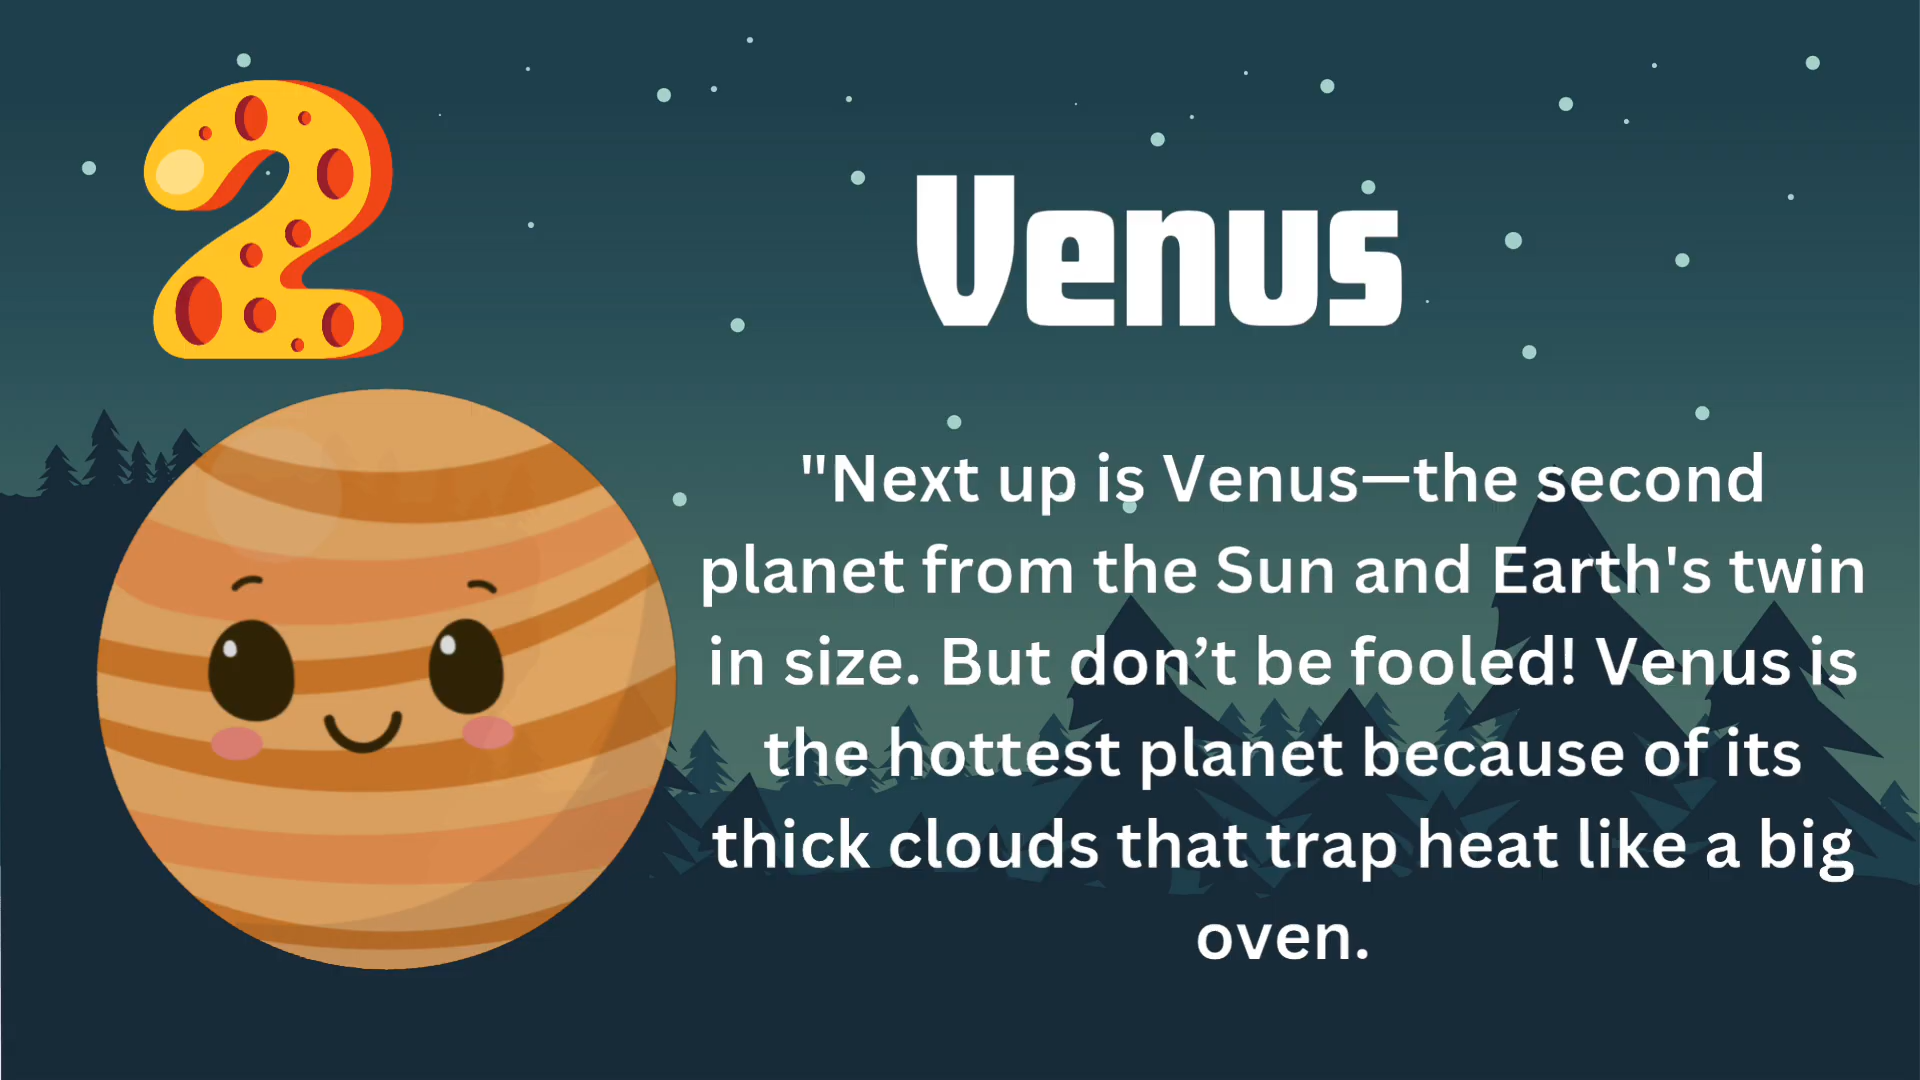 2
Venus
"Next up is Venus—the second
planet from the Sun and Earth's twin
in size. But don’t be fooled! Venus is
the hottest planet because of its
thick clouds that trap heat like a big
oven.